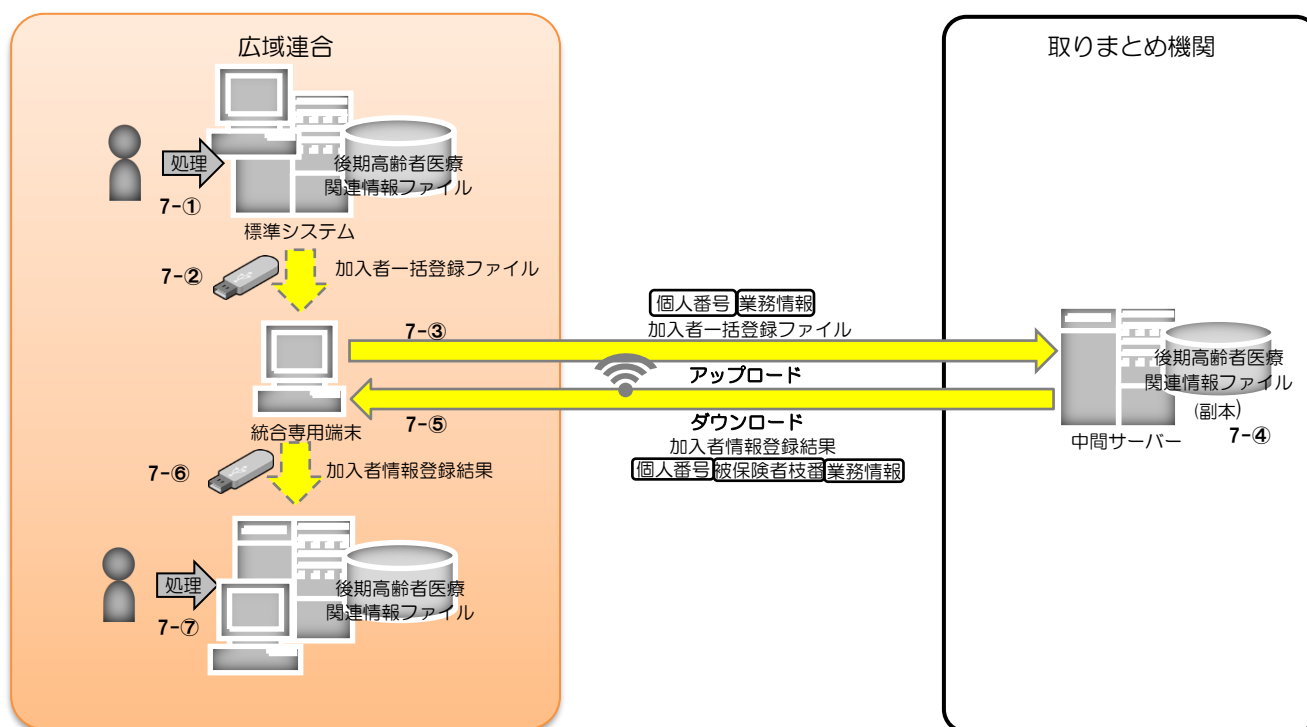 広域連合
処理
7-①
後期高齢者医療
関連情報ファイル
標準システム
7-②
加入者一括登録ファイル
統合専用端末
7-⑥
加入者情報登録結果
処理
7-⑦
後期高齢者医療
関連情報ファイル
個人番号 業務情報
7-③
加入者一括登録ファイル
アップロード
7-⑤
ダウンロード
加入者情報登録結果
個人番号 被保険者枝番 業務情報
取りまとめ機関
後期高齢者医療
関連情報ファイル
(副本)
7-④
中間サーバー